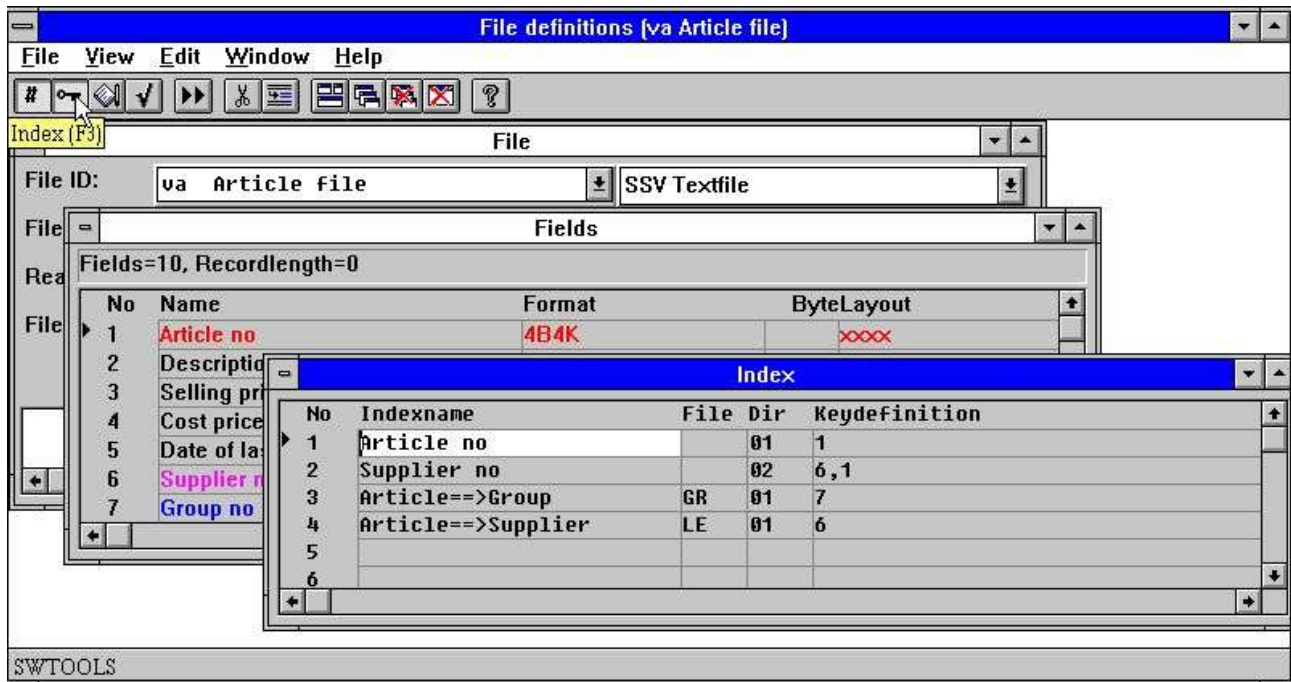 File definitions (va Article file)
File View Edit Window Help
#
Index (F3)
File
File ID: va Article file SSV Textfile
File
Fields
Rea
Fields=10, Recordlength=0
No Name Format ByteLayout
File
1 Article no 4B4K xxxx
2 Descriptio
3 Selling pri
4 Cost price
5 Date of la
6 Supplier n
7 Group no
Index
No Indexname File Dir Keydefinition
1 Article no 01 1
2 Supplier no 02 6,1
3 Article==>Group GR 01 7
4 Article==>Supplier LE 01 6
5
6
SWTOOLS